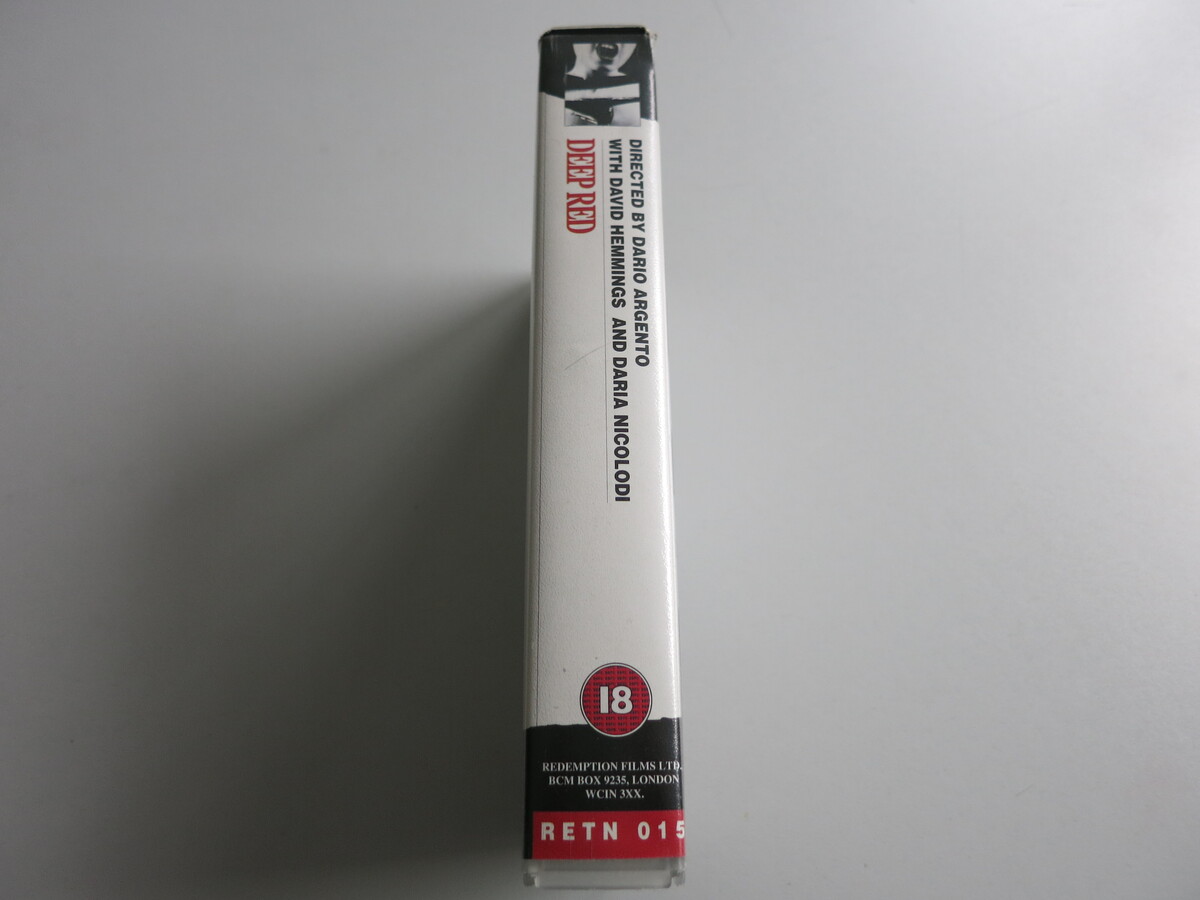 DIRECTED BY DARIO ARGENTO
WITH DAVID HEMMINGS AND DARIA NICOLODI
DEEP RED
18
REDEMPTION FILMS LTD.
BCM BOX 9235, LONDON
WCIN 3XX.
RETN 015